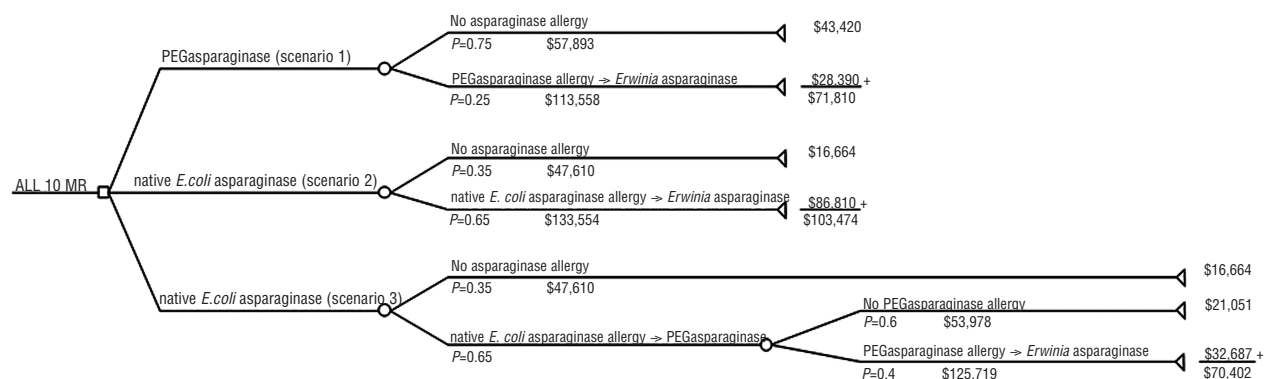 No asparaginase allergy
$43,420
P=0.75 $57,893
PEGasparaginase (scenario 1)
PEGasparaginase allergy -> Erwinia asparaginase
$28.390 +
P=0.25 $113,558
$71,810
No asparaginase allergy
$16,664
P=0.35 $47,610
ALL 10 MR
native E.coli asparaginase (scenario 2)
native E. coli asparaginase allergy -> Erwinia asparaginase
$86.810 +
P=0.65 $133,554
$103,474
No asparaginase allergy
$16,664
P=0.35 $47,610
native E.coli asparaginase (scenario 3)
No PEGasparaginase allergy
$21,051
P=0.6 $53,978
native E. coli asparaginase allergy -> PEGasparaginase
P=0.65
PEGasparaginase allergy -> Erwinia asparaginase
$32,687 +
P=0.4 $125,719
$70,402